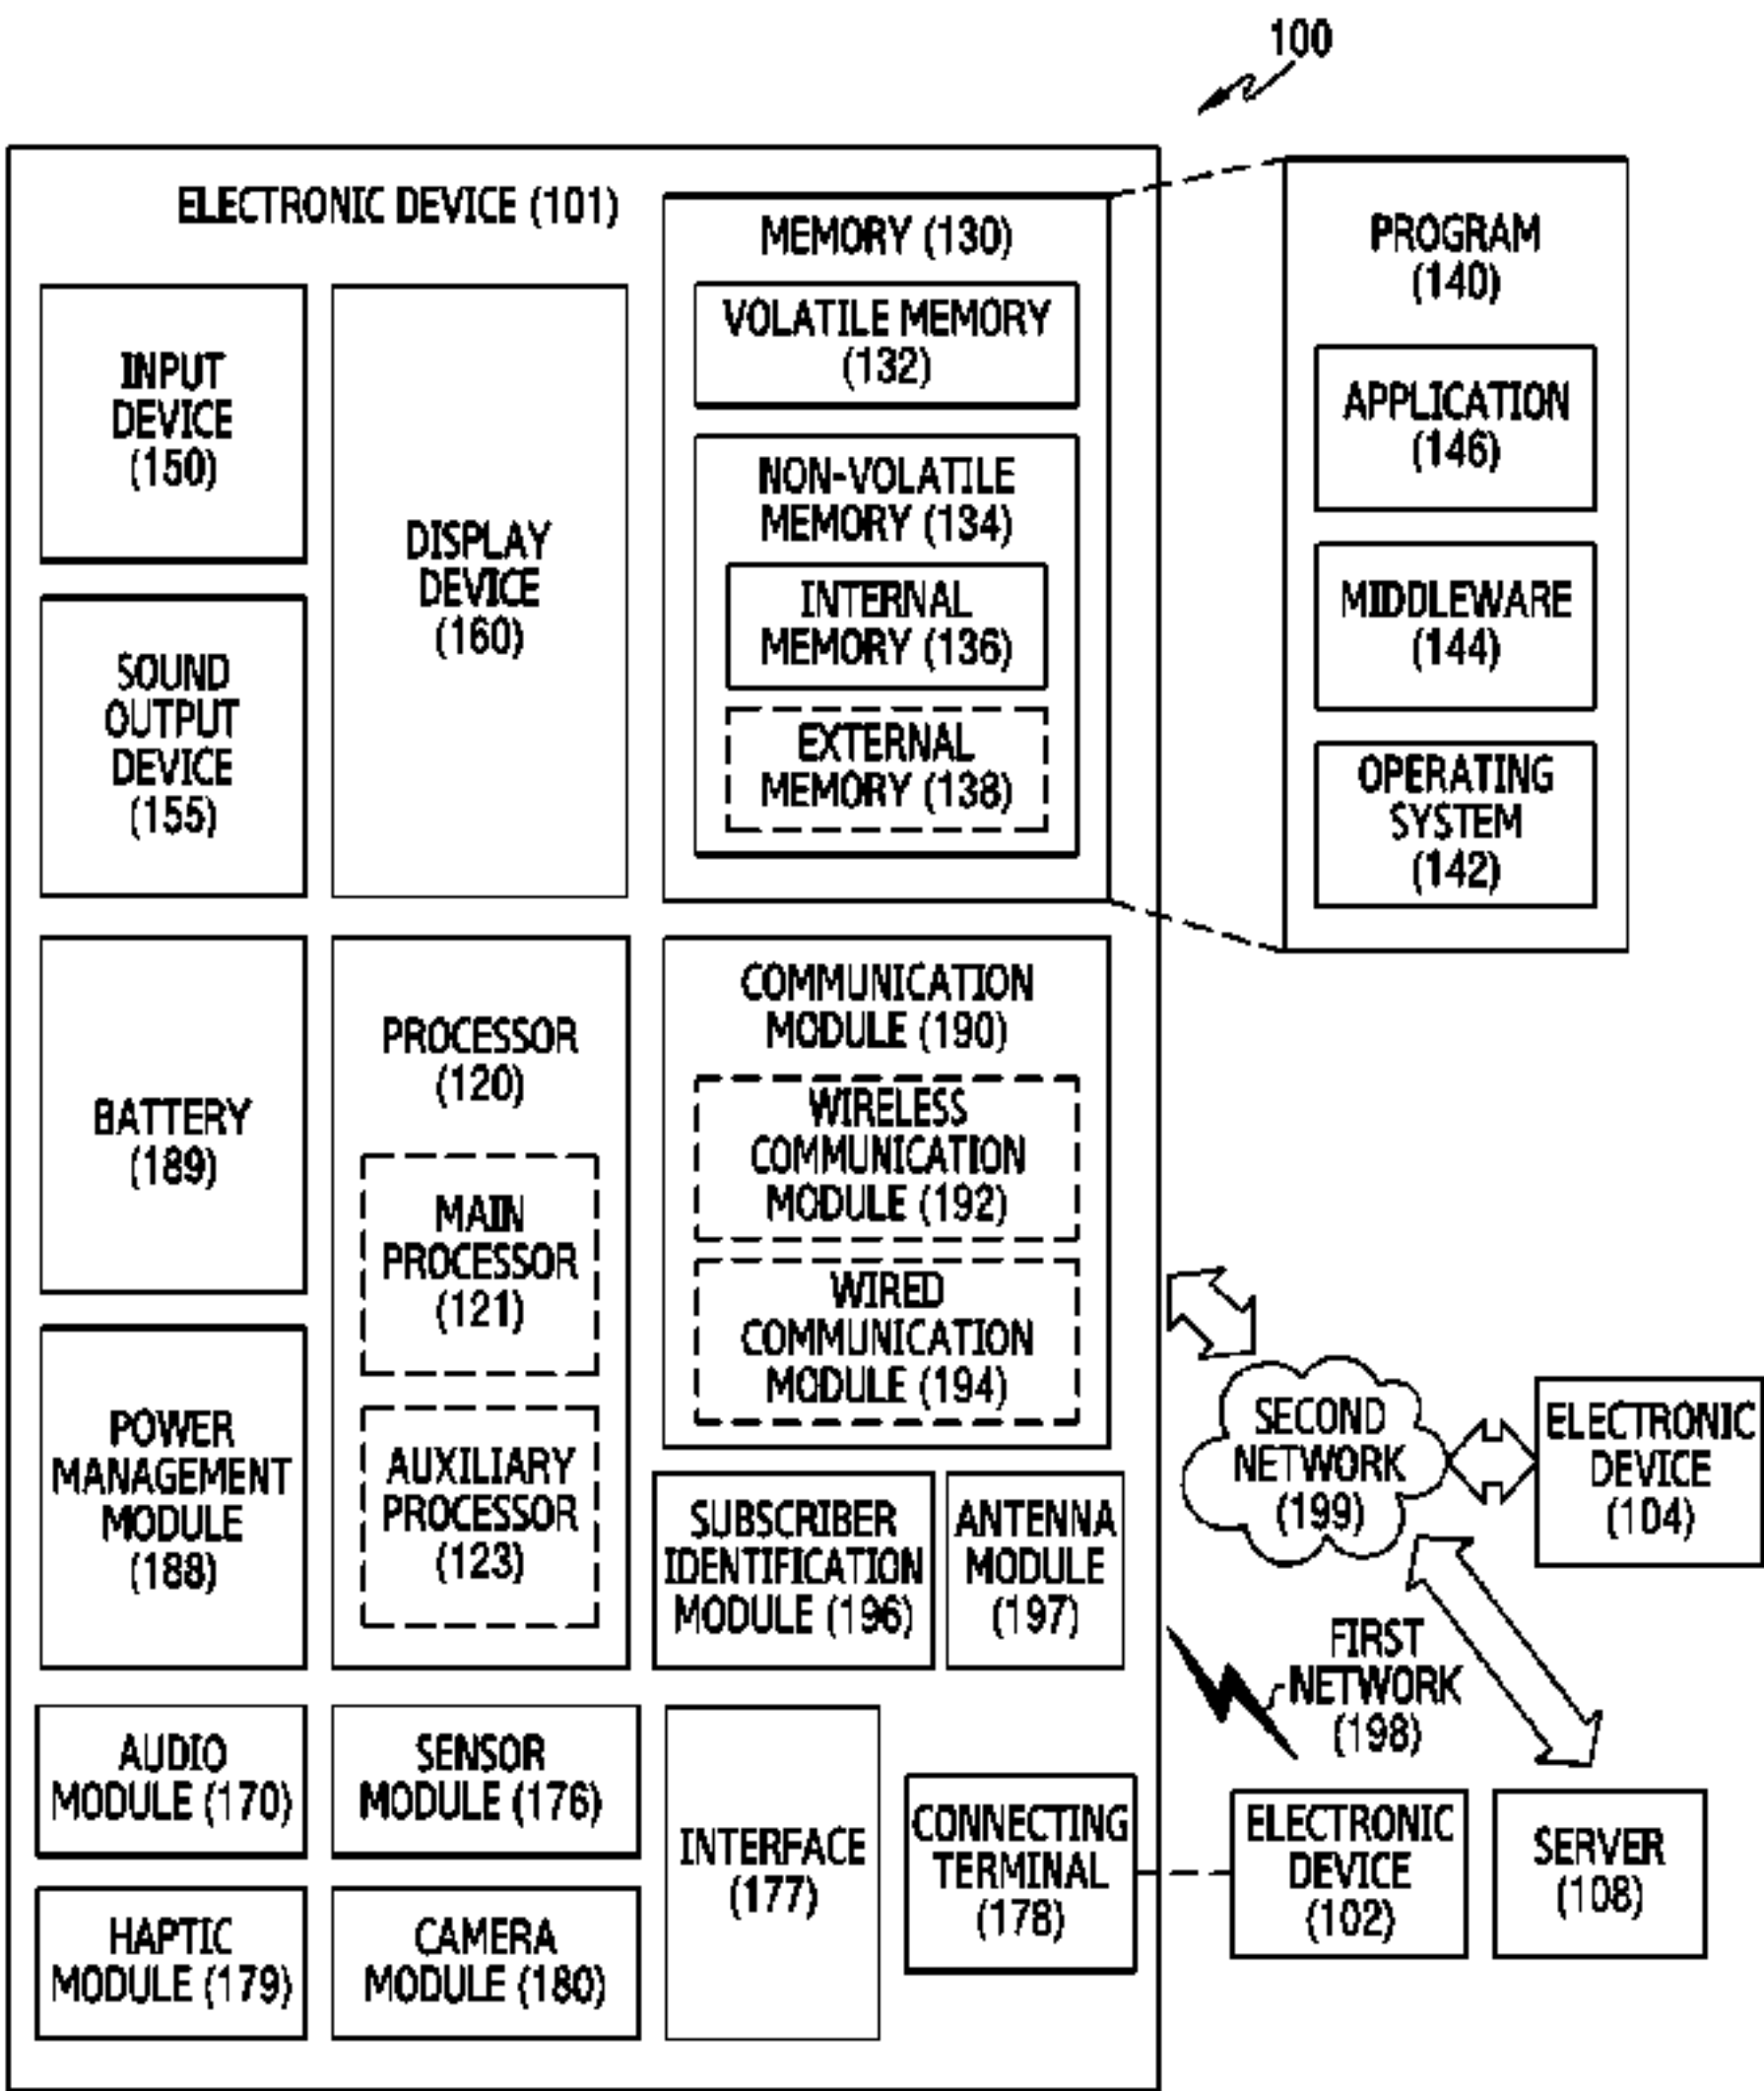 100
ELECTRONIC DEVICE (101)
INPUT
DEVICE
(150)
SOUND
OUTPUT
DEVICE
(155)
DISPLAY
DEVICE
(160)
MEMORY (130)
VOLATILE MEMORY
(132)
NON-VOLATILE
MEMORY (134)
INTERNAL
MEMORY (136)
EXTERNAL
MEMORY (138)
PROGRAM
(140)
APPLICATION
(146)
MIDDLEWARE
(144)
OPERATING
SYSTEM
(142)
BATTERY
(189)
POWER
MANAGEMENT
MODULE
(188)
PROCESSOR
(120)
MAIN
PROCESSOR
(121)
AUXILIARY
PROCESSOR
(123)
COMMUNICATION
MODULE (190)
WIRELESS
COMMUNICATION
MODULE (192)
WIRED
COMMUNICATION
MODULE (194)
SUBSCRIBER
IDENTIFICATION
MODULE (196)
ANTENNA
MODULE
(197)
SECOND
NETWORK
(199)
ELECTRONIC
DEVICE
(104)
FIRST
NETWORK
(198)
AUDIO
MODULE (170)
SENSOR
MODULE (176)
HAPTIC
MODULE (179)
CAMERA
MODULE (180)
INTERFACE
(177)
CONNECTING
TERMINAL
(178)
ELECTRONIC
DEVICE
(102)
SERVER
(108)